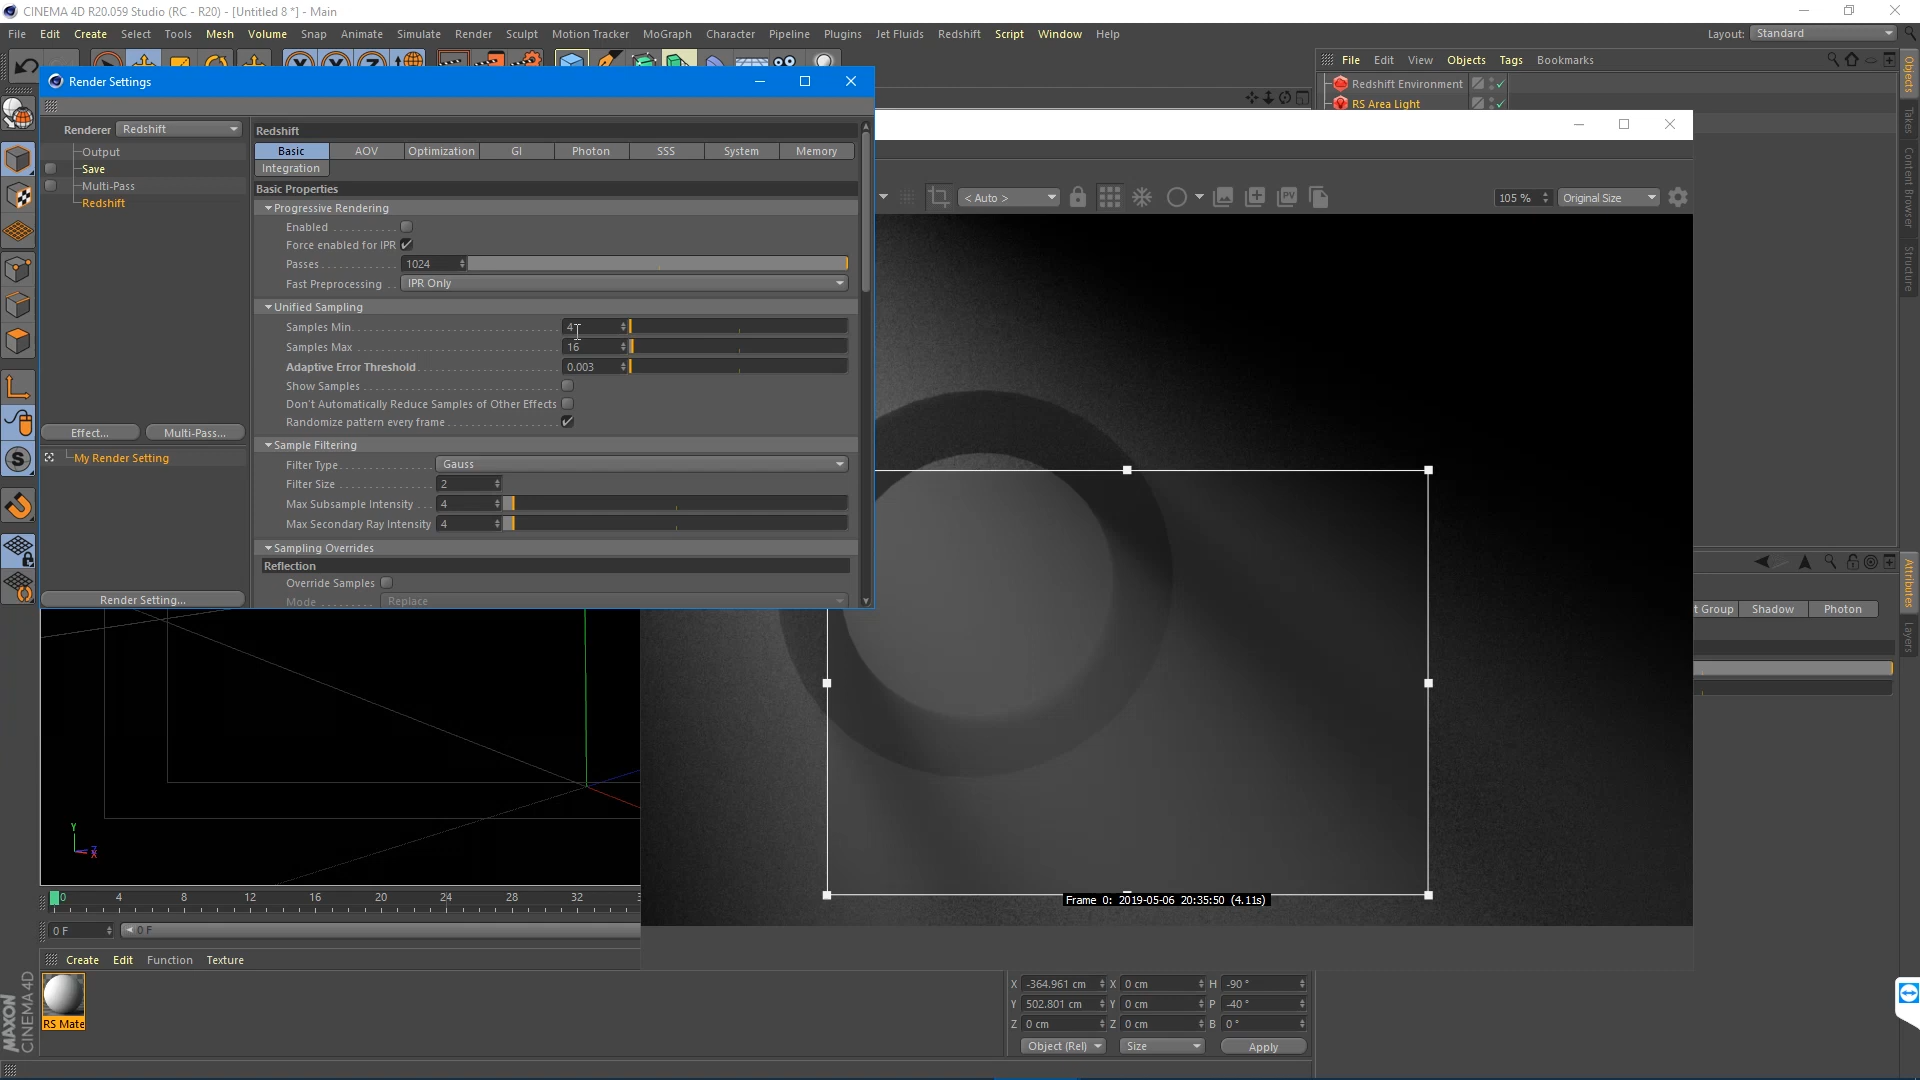 CINEMA 4D R20.059 Studio (RC - R20) - [Untitled 8 *] - Main
File Edit Create Select Tools Mesh Volume Snap Animate Simulate Render Sculpt Motion Tracker MoGraph Character Pipeline Plugins Jet Fluids Redshift Script Window Help
Layout: Standard
File Edit View Objects Tags Bookmarks
Redshift Environment
RS Area Light
Objects
Takes
Content Browser
Structure
Render Settings
Renderer Redshift
Output
Save
Multi-Pass
Redshift
Effect... Multi-Pass...
My Render Setting
Render Setting...
Redshift
Basic AOV Optimization GI Photon SSS System Memory
Integration
Basic Properties
Progressive Rendering
Enabled
Force enabled for IPR
Passes 1024
Fast Preprocessing IPR Only
Unified Sampling
Samples Min 4
Samples Max 16
Adaptive Error Threshold 0.003
Show Samples
Don't Automatically Reduce Samples of Other Effects
Randomize pattern every frame
Sample Filtering
Filter Type Gauss
Filter Size 2
Max Subsample Intensity 4
Max Secondary Ray Intensity 4
Sampling Overrides
Reflection
Override Samples
Mode Replace
< Auto >
105 % Original Size
Frame 0: 2019-05-06 20:35:50 (4.11s)
t Group Shadow Photon
Attributes
Layers
Y
Z
X
0 4 8 12 16 20 24 28 32
0 F 0 F
Create Edit Function Texture
RS Mate
MAXON
CINEMA 4D
X -364.961 cm X 0 cm H -90 °
Y 502.801 cm Y 0 cm P -40 °
Z 0 cm Z 0 cm B 0 °
Object (Rel) Size Apply